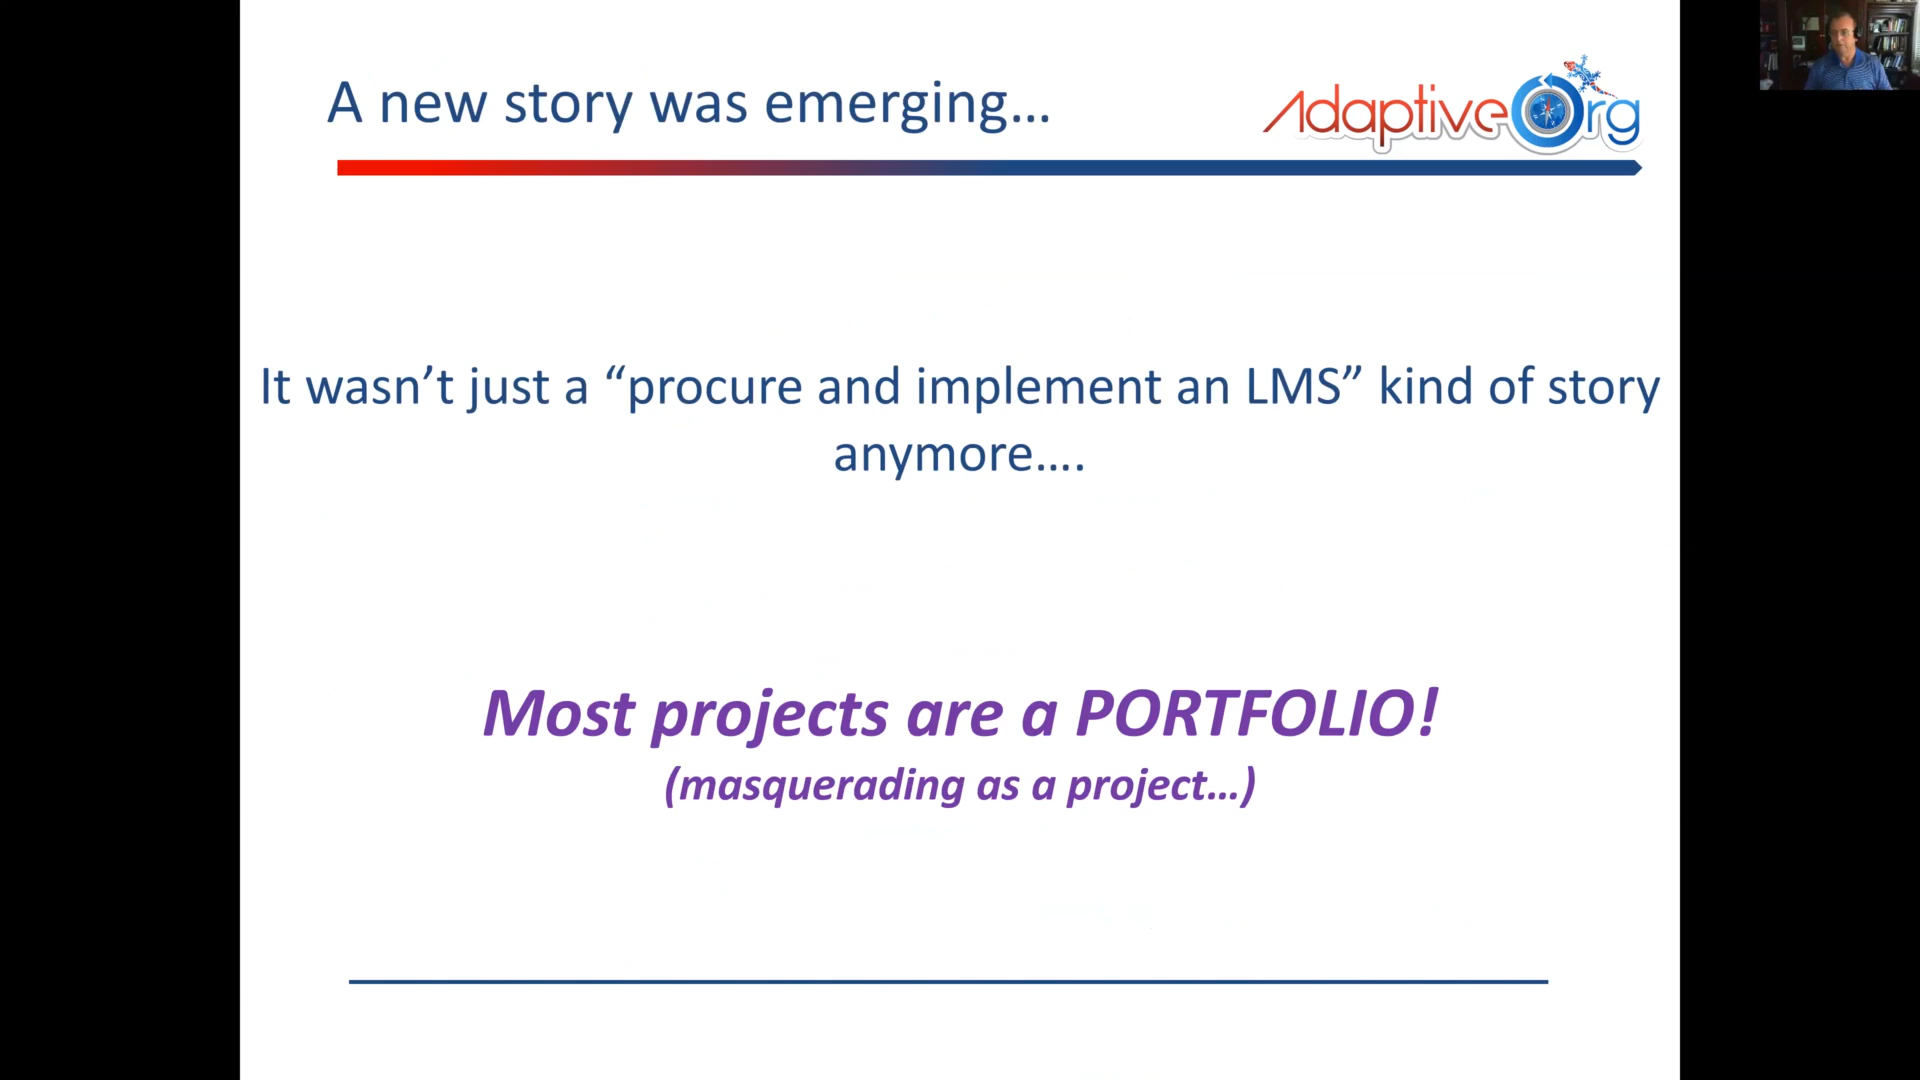 A new story was emerging…
AdaptiveOrg
It wasn’t just a “procure and implement an LMS” kind of story
anymore….
Most projects are a PORTFOLIO!
(masquerading as a project…)